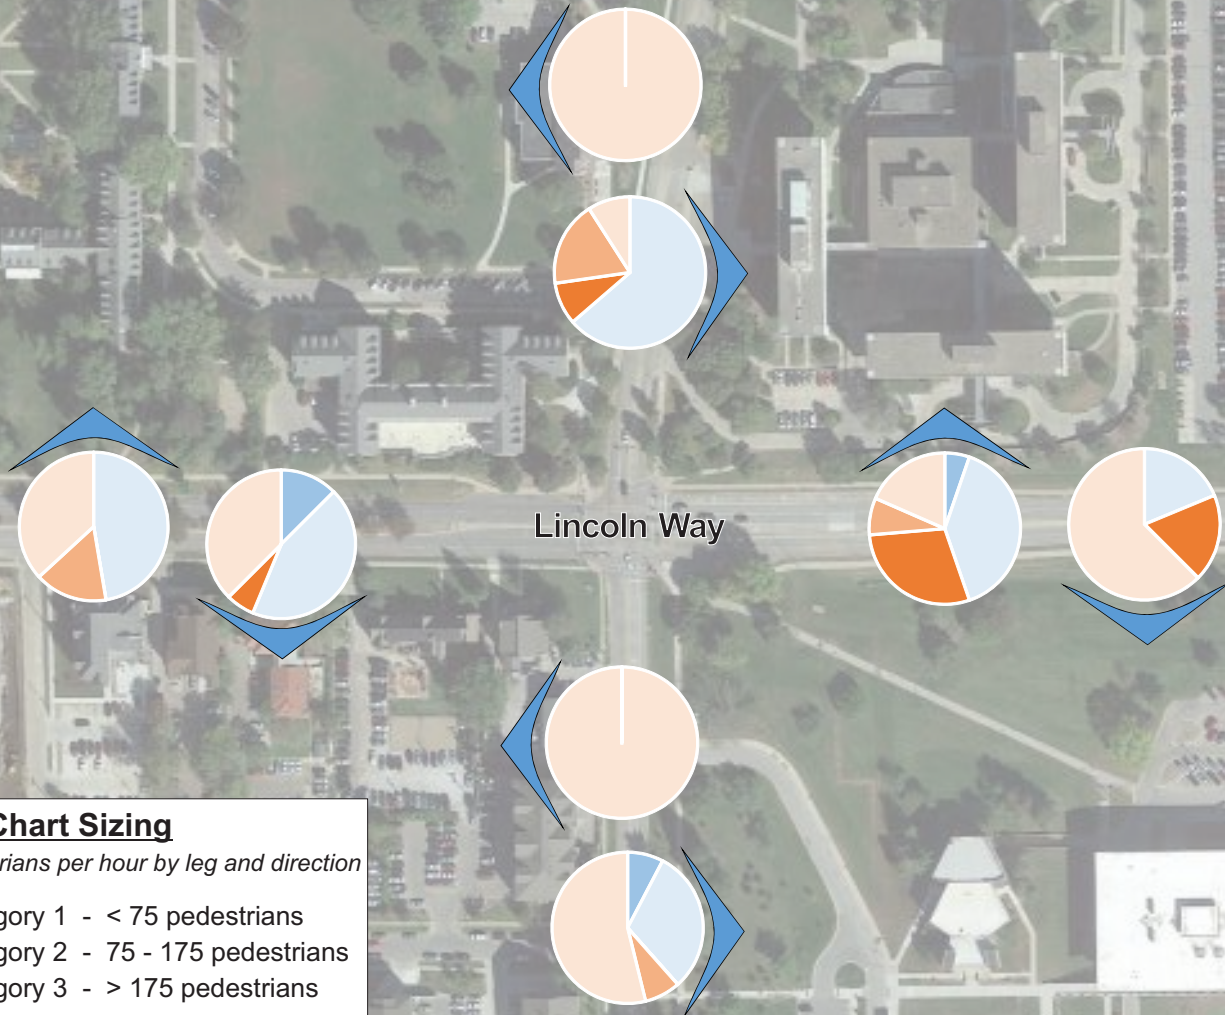 Lincoln Way
Chart Sizing
rians per hour by leg and direction
gory 1 - < 75 pedestrians
gory 2 - 75 - 175 pedestrians
gory 3 - > 175 pedestrians